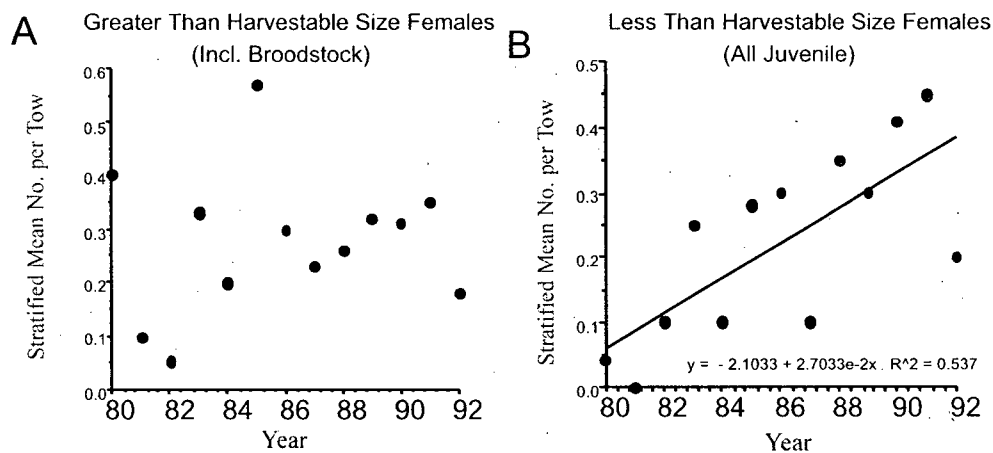 A
Greater Than Harvestable Size Females
(Incl. Broodstock)
Stratified Mean No. per Tow
0.6
0.5
0.4
0.3
0.2
0.1
0.0
80 82 84 86 88 90 92
Year
B
Less Than Harvestable Size Females
(All Juvenile)
Stratified Mean No. per Tow
0.5
0.4
0.3
0.2
0.1
0.0
y = - 2.1033 + 2.7033e-2x . R^2 = 0.537
80 82 84 86 88 90 92
Year